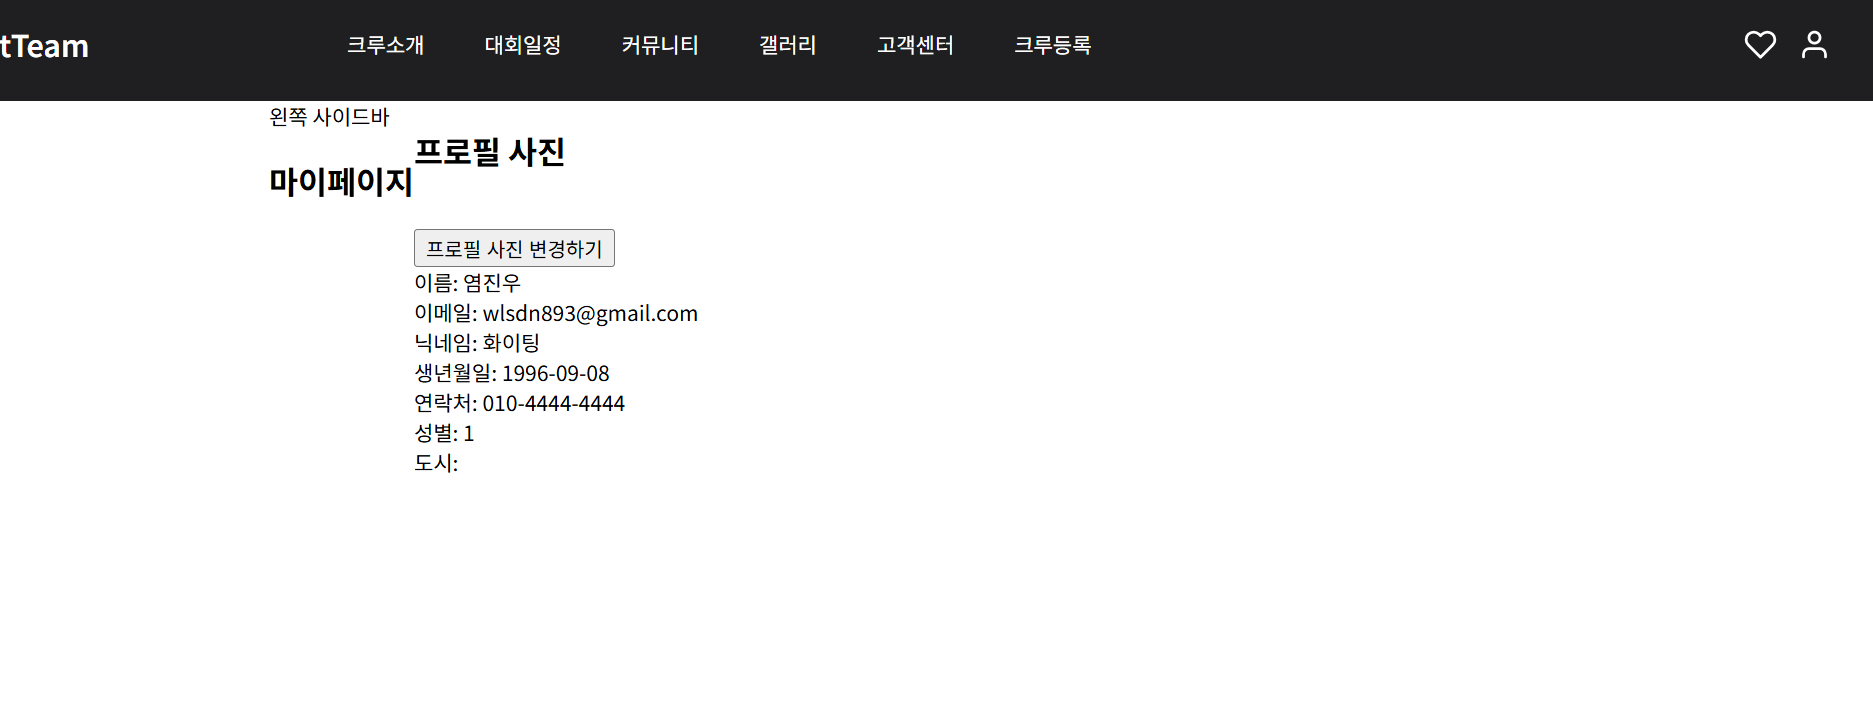 tTeam
크루소개 대회일정 커뮤니티 갤러리 고객센터 크루등록
왼쪽 사이드바
마이페이지
프로필 사진
프로필 사진 변경하기
이름: 염진우
이메일: wlsdn893@gmail.com
닉네임: 화이팅
생년월일: 1996-09-08
연락처: 010-4444-4444
성별: 1
도시: